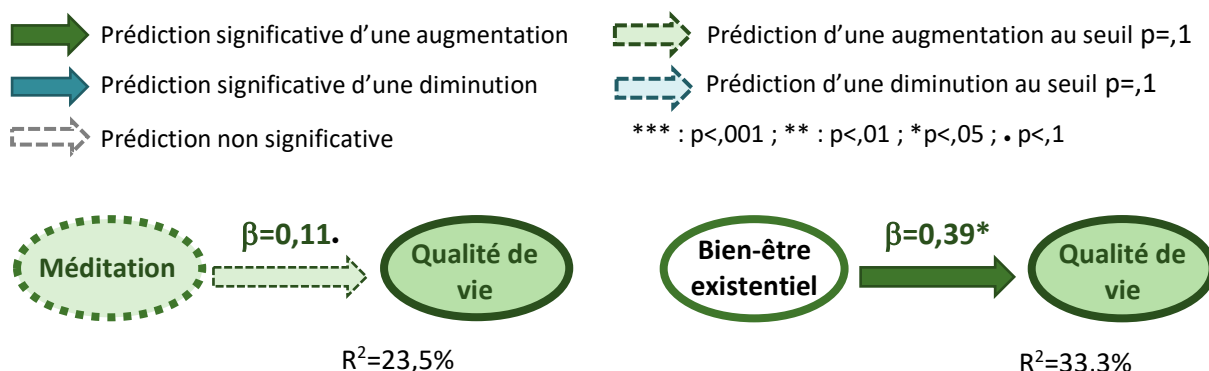 Prédiction significative d'une augmentation
Prédiction d'une augmentation au seuil p=,1
Prédiction significative d'une diminution
Prédiction d'une diminution au seuil p=,1
Prédiction non significative
*** : p<,001 ; ** : p<,01 ; *p<,05 ; • p<,1
Méditation
β=0,11•
Qualité de
vie
R²=23,5%
Bien-être
existentiel
β=0,39*
Qualité de
vie
R²=33,3%